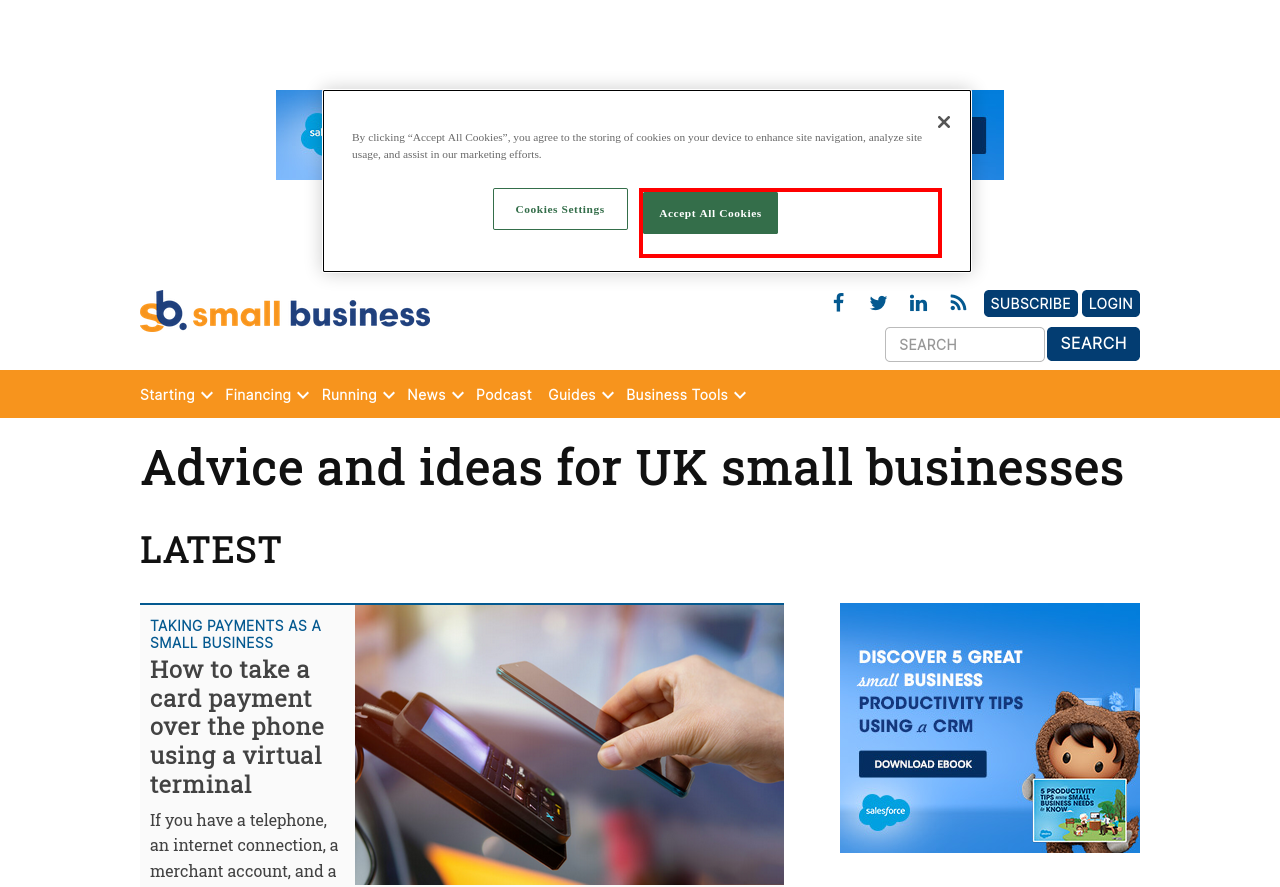 By clicking “Accept All Cookies”, you agree to the storing of cookies on your device to enhance site navigation, analyze site
usage, and assist in our marketing efforts.
Cookies Settings
Accept All Cookies
sb. small business
SUBSCRIBE
LOGIN
SEARCH
SEARCH
Starting
Financing
Running
News
Podcast
Guides
Business Tools
Advice and ideas for UK small businesses
LATEST
TAKING PAYMENTS AS A
SMALL BUSINESS
How to take a
card payment
over the phone
using a virtual
terminal
If you have a telephone,
an internet connection, a
merchant account, and a
DISCOVER 5 GREAT
small BUSINESS
PRODUCTIVITY TIPS
USING a CRM
DOWNLOAD EBOOK
salesforce
5 PRODUCTIVITY
TIPS every SMALL
BUSINESS NEEDS
to KNOW